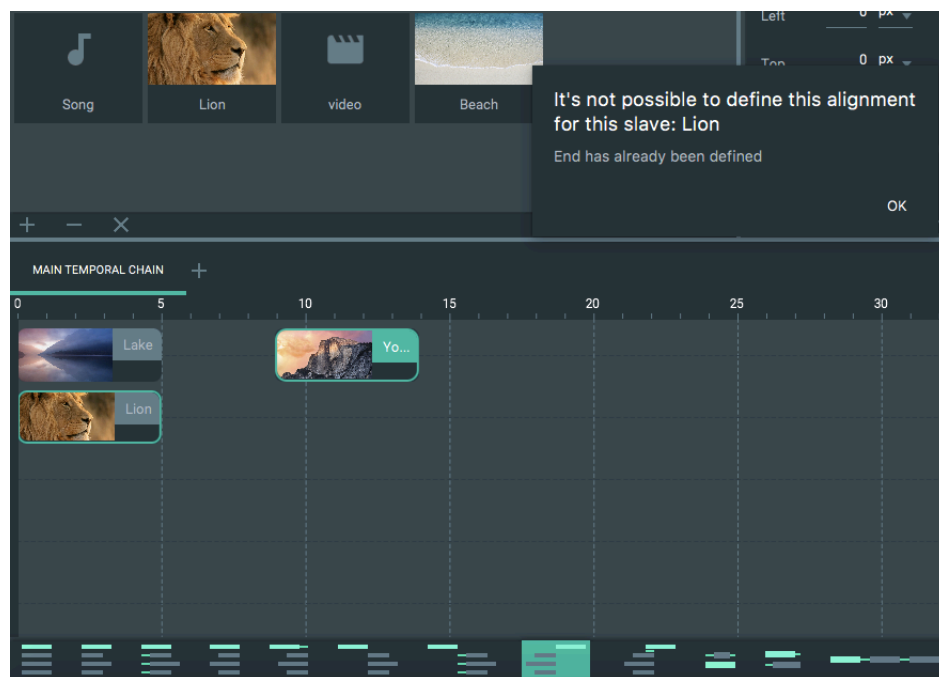 Left 0 px
Top 0 px
Song Lion video Beach
It's not possible to define this alignment
for this slave: Lion
End has already been defined
OK
MAIN TEMPORAL CHAIN
0 5 10 15 20 25 30
Lake Yo...
Lion